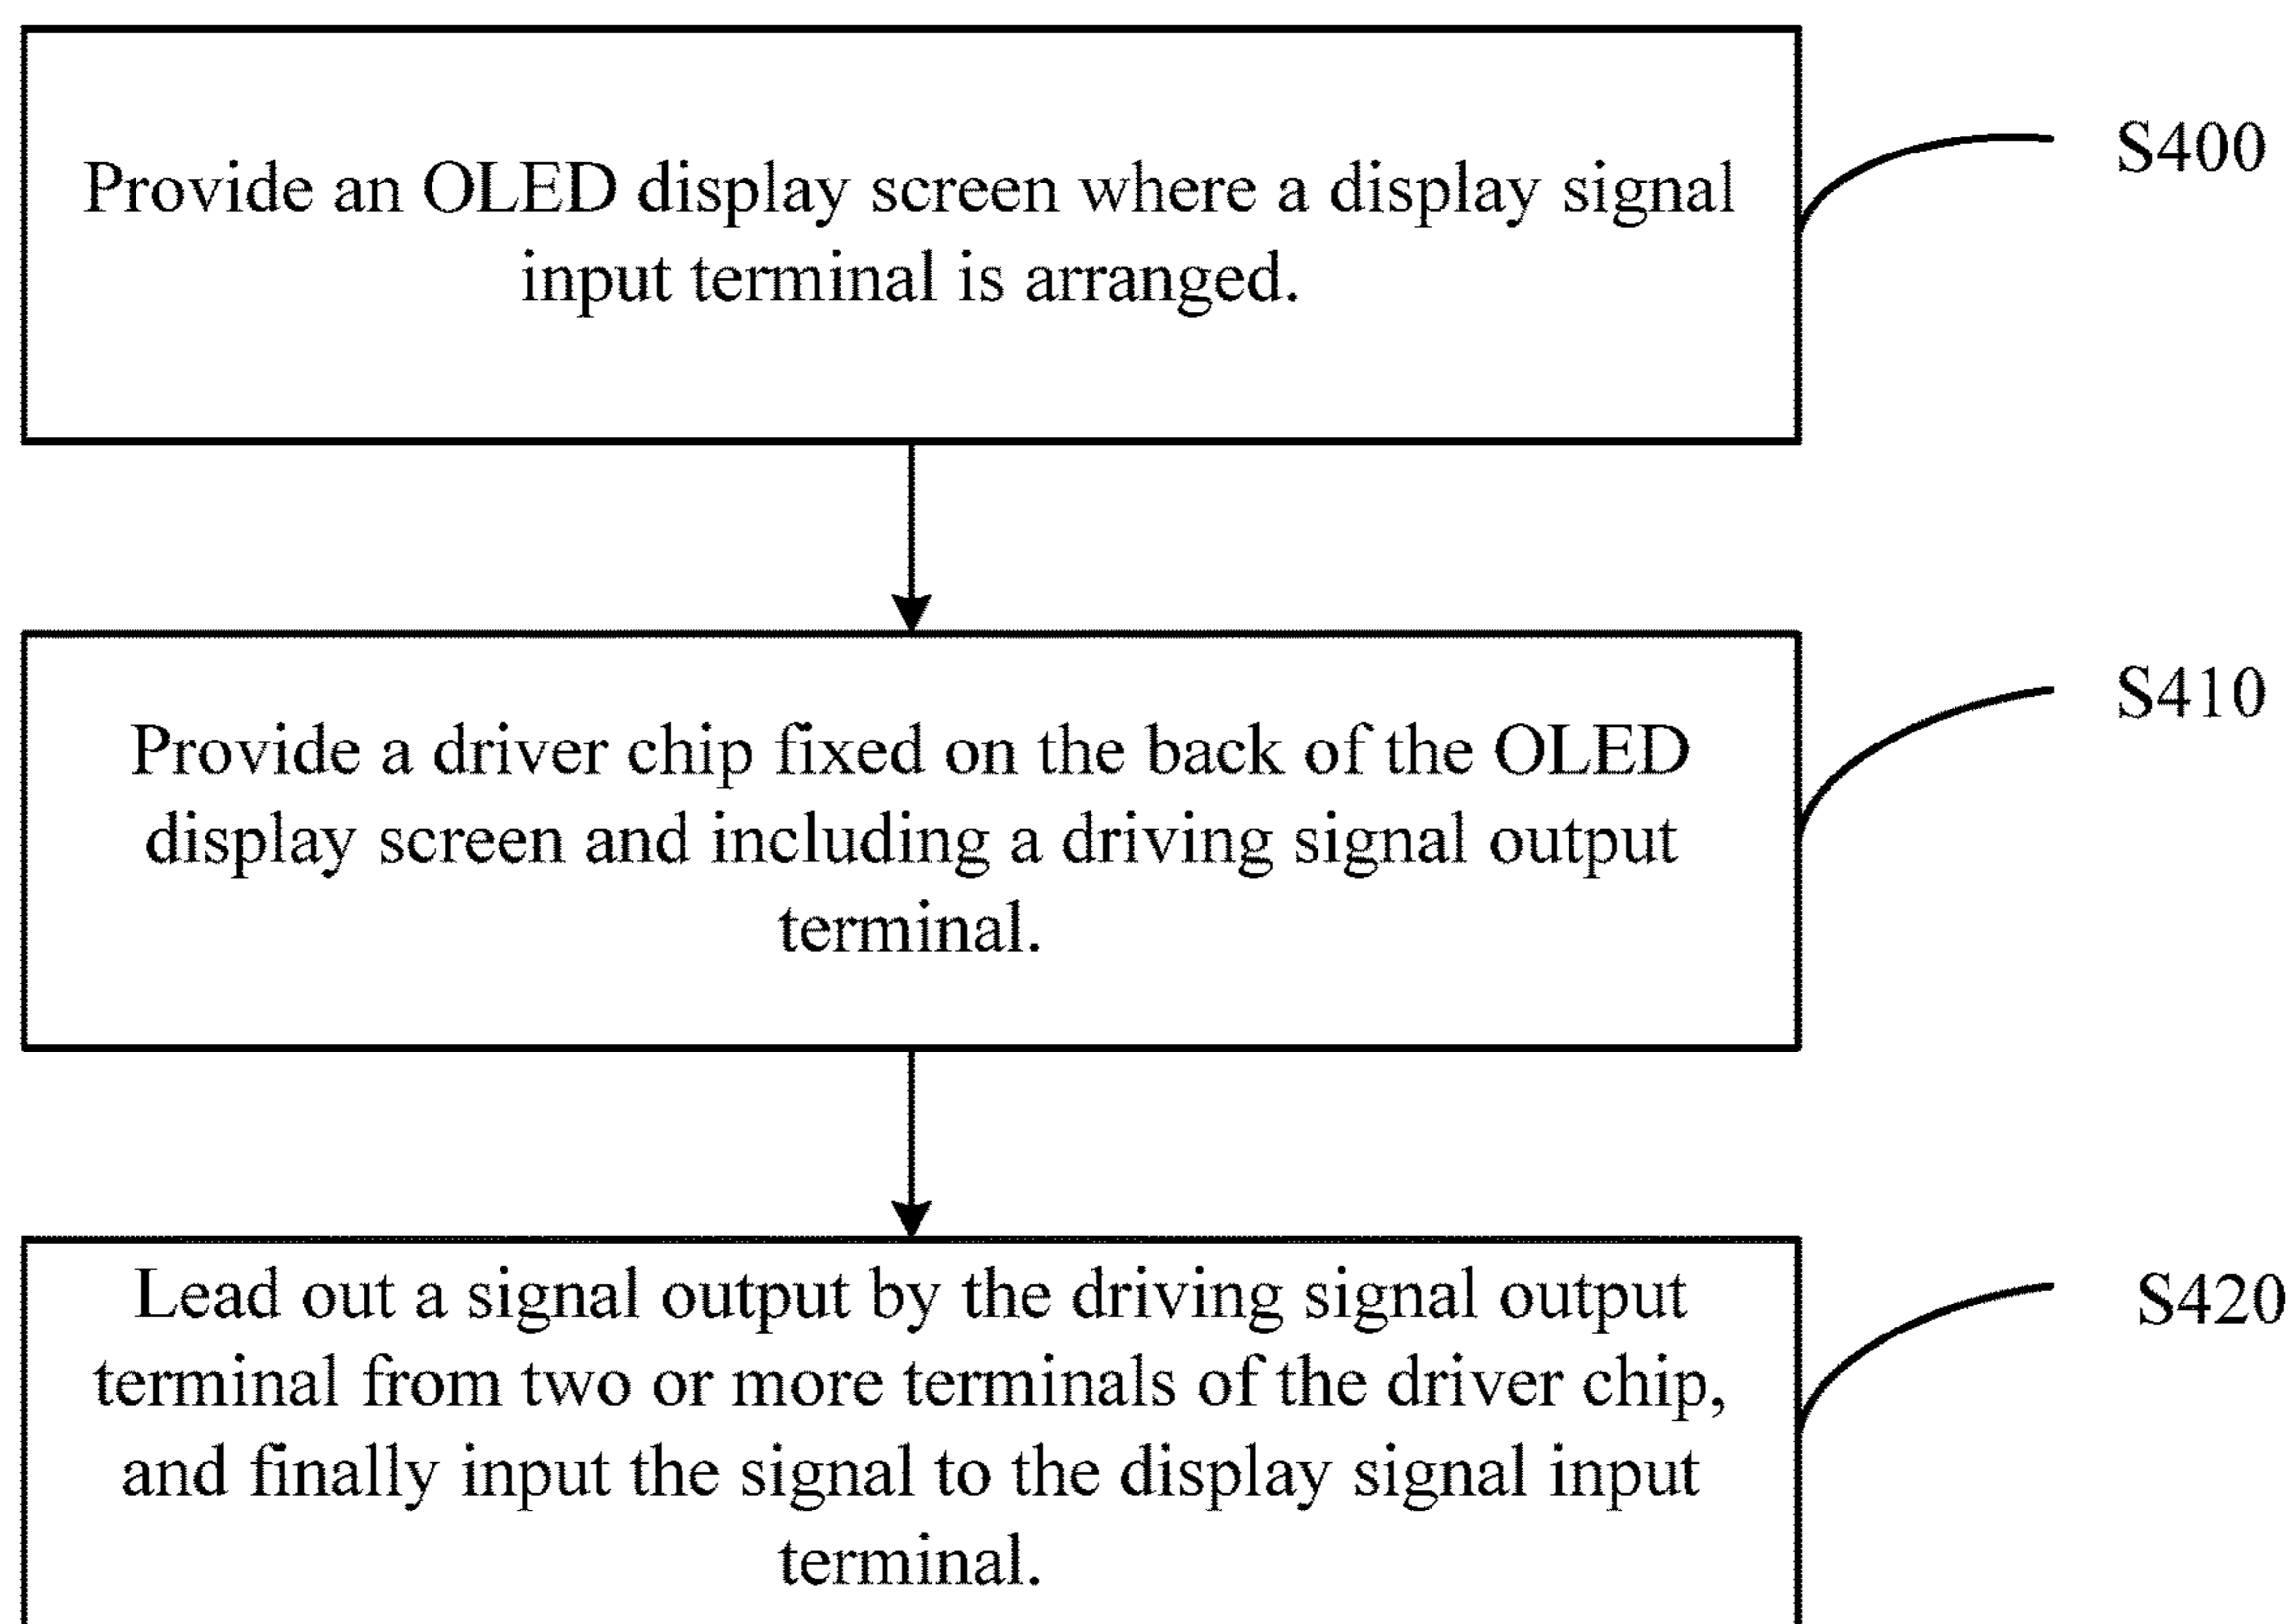 Provide an OLED display screen where a display signal
input terminal is arranged.
S400
Provide a driver chip fixed on the back of the OLED
display screen and including a driving signal output
terminal.
S410
Lead out a signal output by the driving signal output
terminal from two or more terminals of the driver chip,
and finally input the signal to the display signal input
terminal.
S420